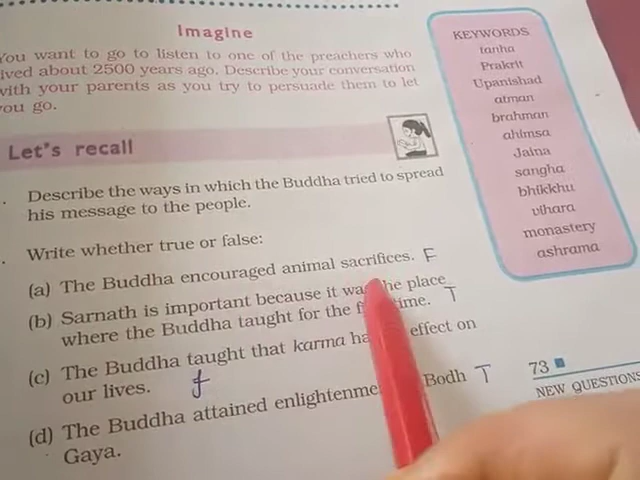 Imagine
You want to go to listen to one of the preachers who
lived about 2500 years ago. Describe your conversation
with your parents as you try to persuade them to let
you go.
Let's recall
. Describe the ways in which the Buddha tried to spread
his message to the people.
. Write whether true or false:
(a) The Buddha encouraged animal sacrifices. F
(b) Sarnath is important because it was the place
where the Buddha taught for the time. T
(c) The Buddha taught that karma effect on
our lives. f
(d) The Buddha attained enlightenme Bodh T
Gaya.
KEYWORDS
tanha
Prakrit
Upanishad
atman
brahman
ahimsa
Jaina
sangha
bhikkhu
vihara
monastery
ashrama
73
NEW QUESTIONS